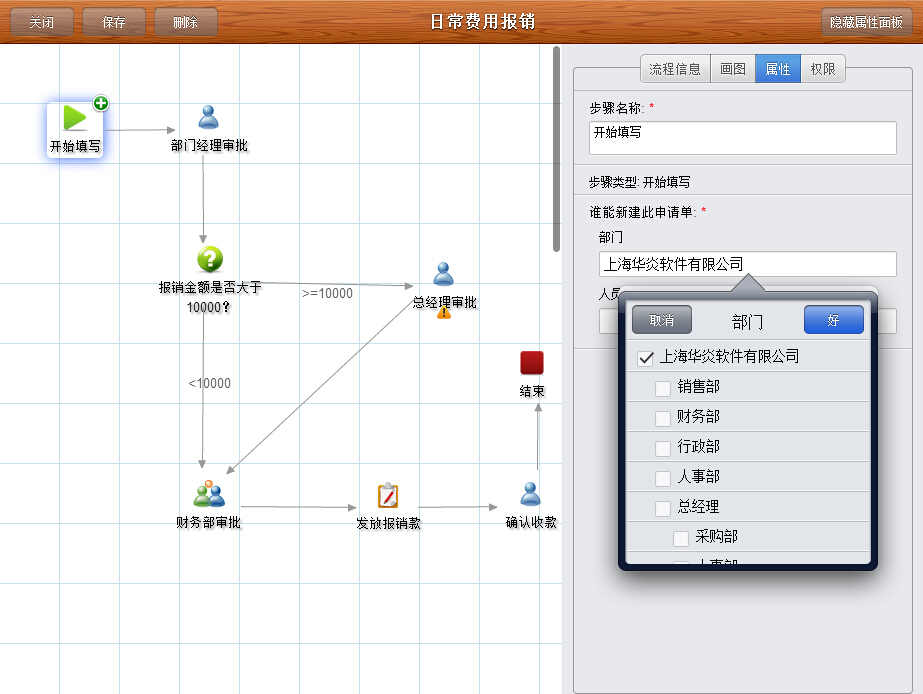 关闭
保存
删除
日常费用报销
隐藏属性面板
流程信息
画图
属性
权限
步骤名称: *
开始填写
步骤类型: 开始填写
谁能新建此申请单: *
部门
上海华炎软件有限公司
人员
取消
部门
好
上海华炎软件有限公司
销售部
财务部
行政部
人事部
总经理
采购部
人事部
开始填写
部门经理审批
报销金额是否大于
10000?
>=10000
总经理审批
<10000
结束
财务部审批
发放报销款
确认收款